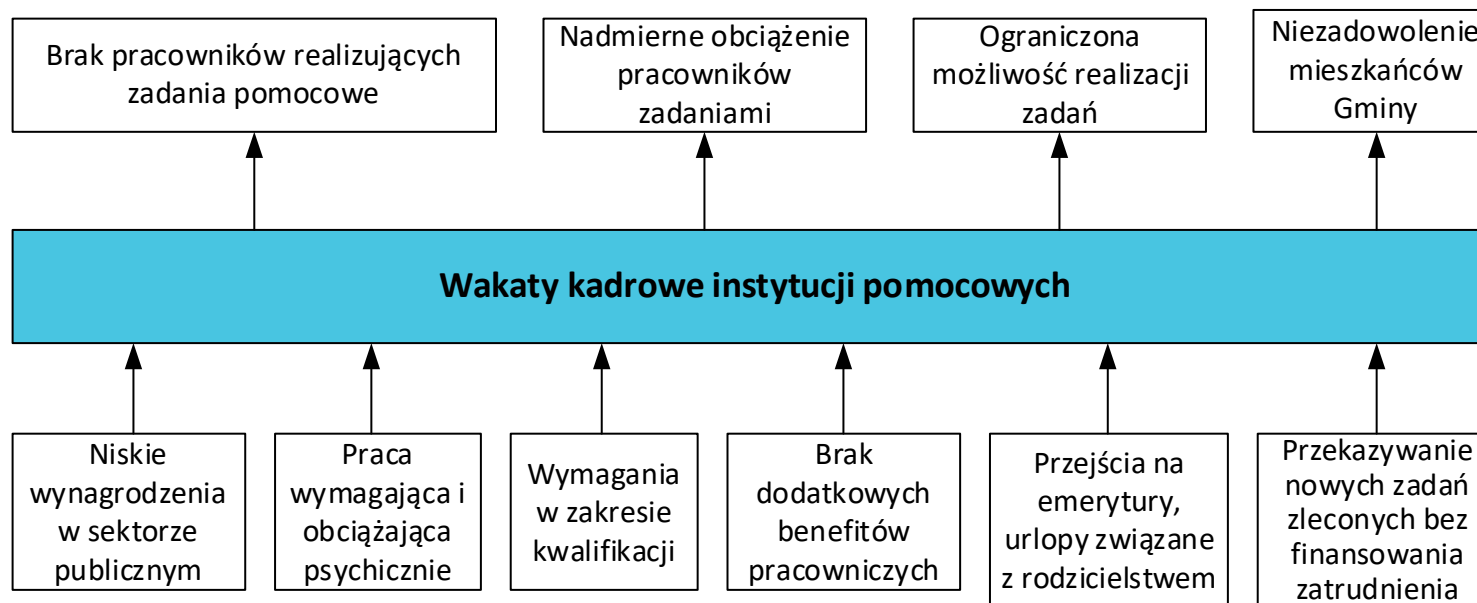 Brak pracowników realizujących
zadania pomocowe
Nadmierne obciążenie
pracowników
zadaniami
Ograniczona
możliwość realizacji
zadań
Niezadowolenie
mieszkańców
Gminy
Wakaty kadrowe instytucji pomocowych
Niskie
wynagrodzenia
w sektorze
publicznym
Praca
wymagająca i
obciążająca
psychicznie
Wymagania
w zakresie
kwalifikacji
Brak
dodatkowych
benefitów
pracowniczych
Przejścia na
emerytury,
urlopy związane
z rodzicielstwem
Przekazywanie
nowych zadań
zleconych bez
finansowania
zatrudnienia